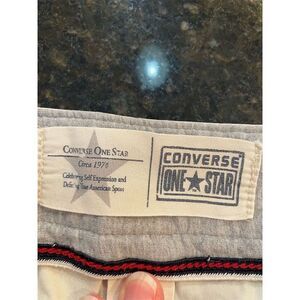 CONVERSE ONE STAR
Circa 1974
Celebrating Self Expression and
Defining True American Sport
CONVERSE
ONE STAR